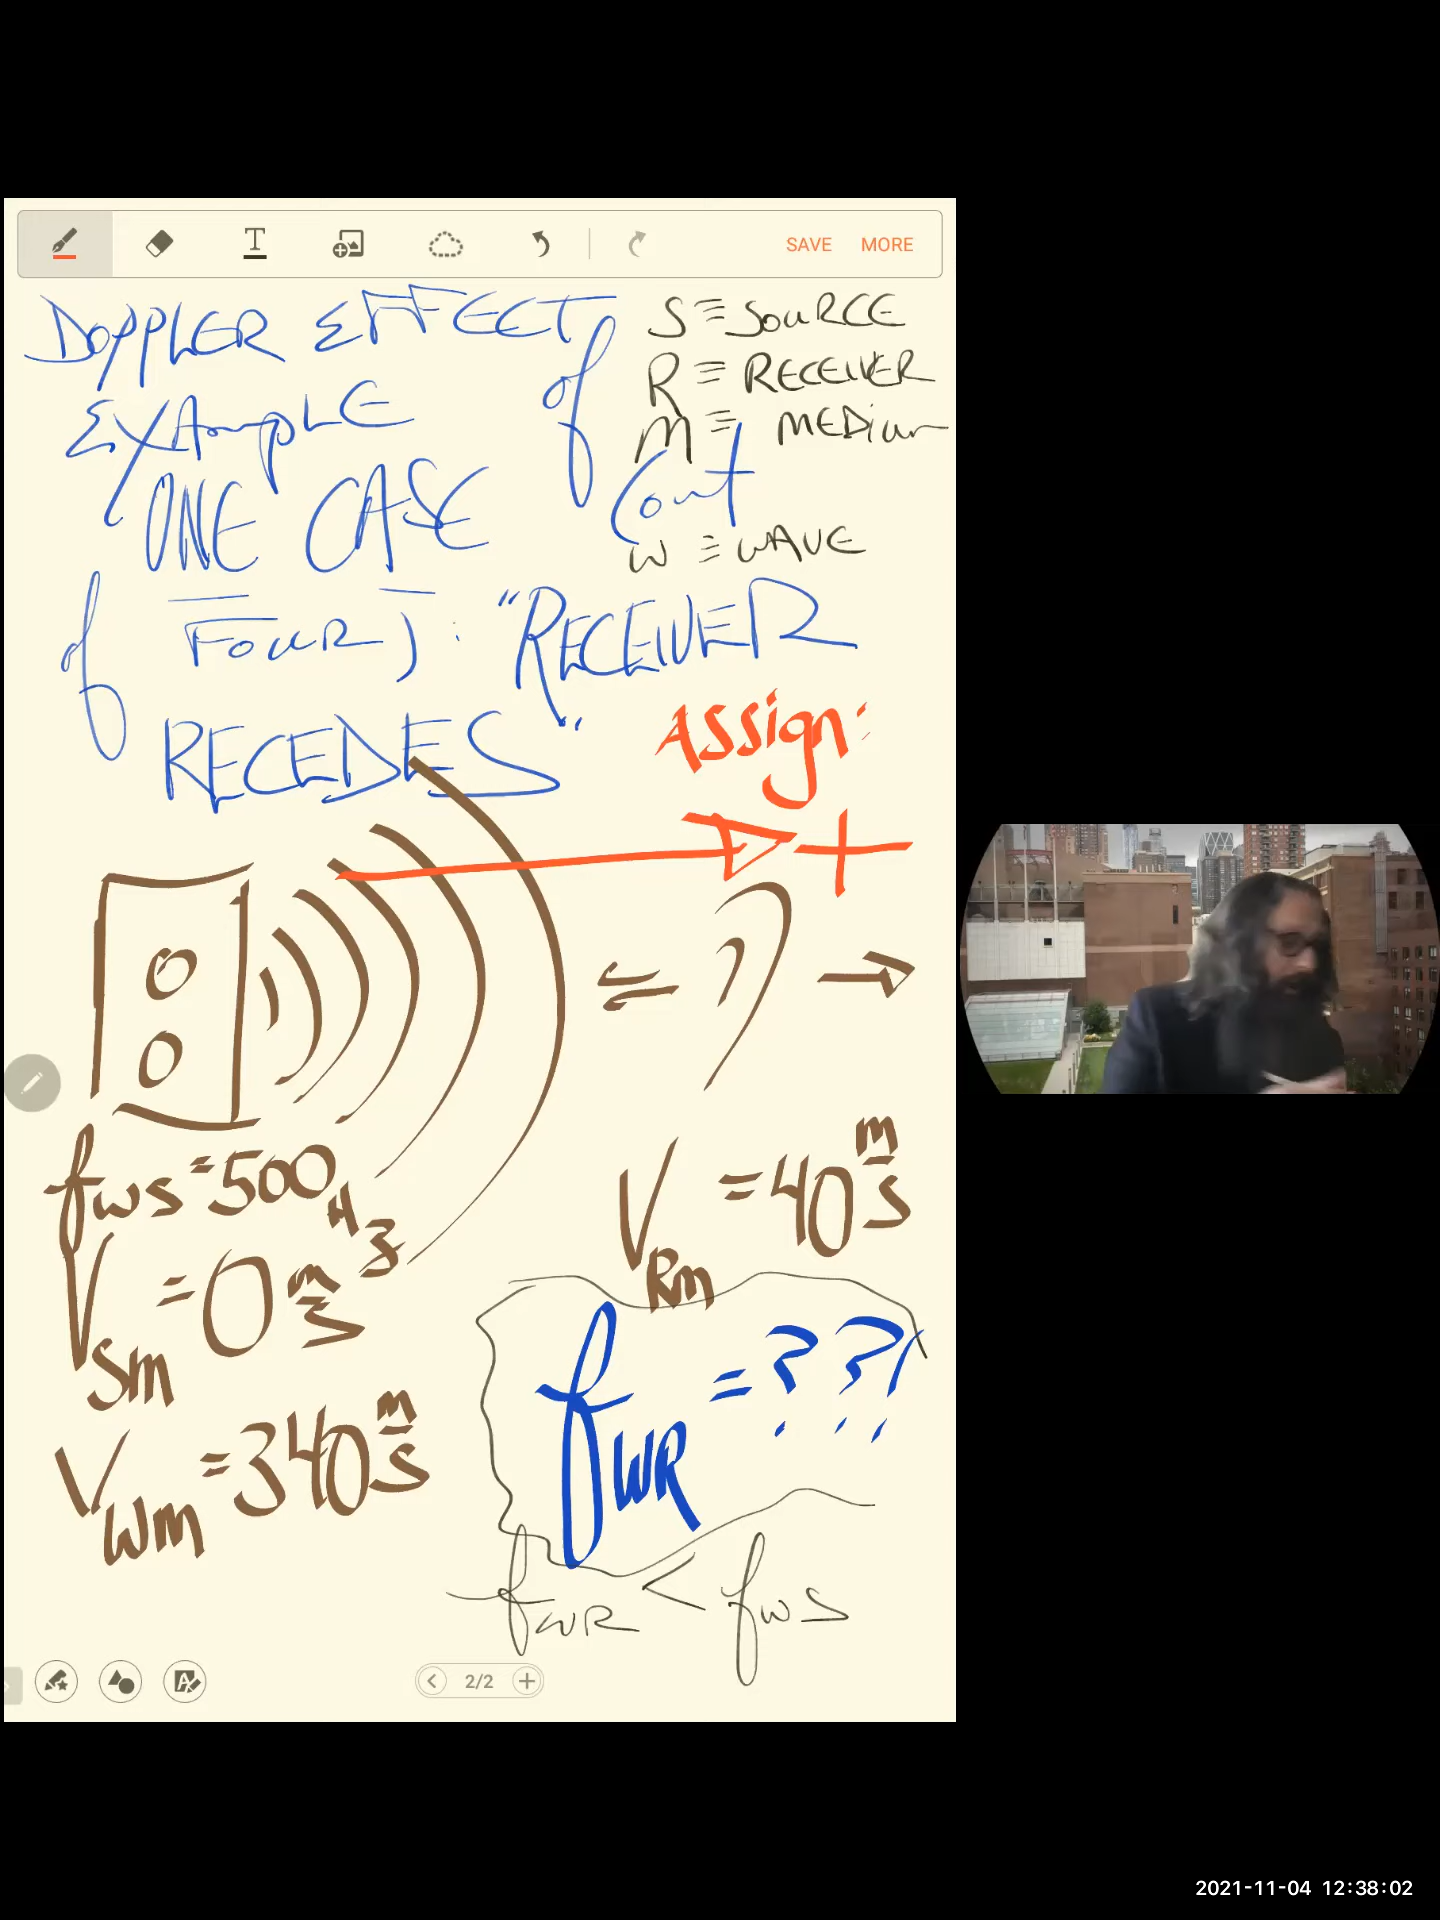 T
SAVE MORE
DOPPLER EFFECT
EXAMPLE of
ONE CASE (out
of FOUR): "RECEIVER
RECEDES"
S ≡ SOURCE
R ≡ RECEIVER
M ≡ MEDIUM
W ≡ WAVE
Assign:
+
fws = 500 Hz
VSM = 0 m/s
VWM = 340 m/s
VRM = 40 m/s
fWR = ???
fWR < fWS
2/2
2021-11-04 12:38:02